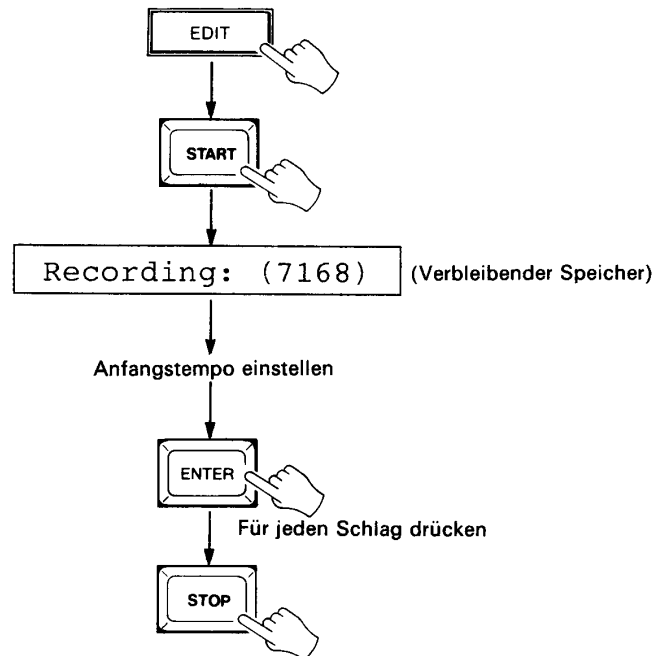 EDIT
START
Recording: (7168) (Verbleibender Speicher)
Anfangstempo einstellen
ENTER
Für jeden Schlag drücken
STOP